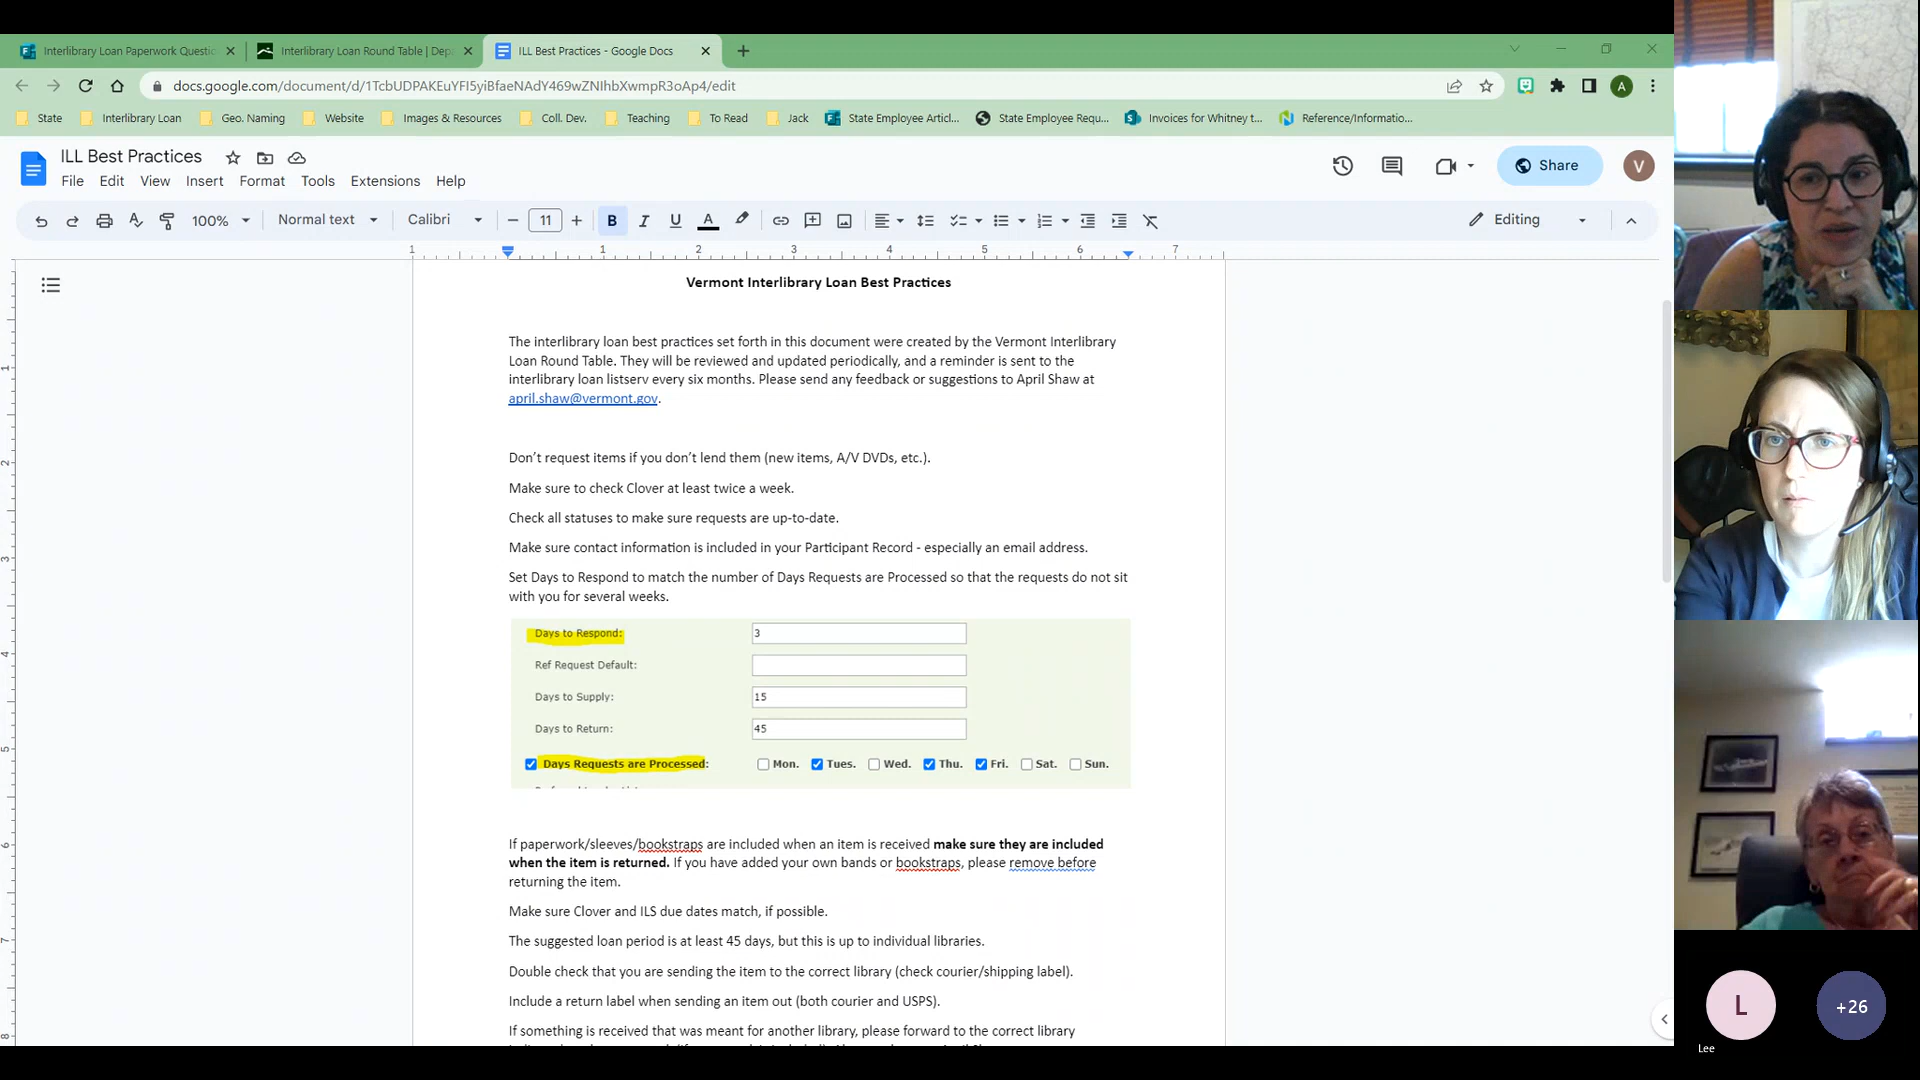 Interlibrary Loan Paperwork Questio
Interlibrary Loan Round Table | Dep
ILL Best Practices - Google Docs
docs.google.com/document/d/1TcbUDPAKEuYFI5yiBfaeNAdY469wZNIhbXwmpR3oAp4/edit
A
State
Interlibrary Loan
Geo. Naming
Website
Images & Resources
Coll. Dev.
Teaching
To Read
Jack
State Employee Articl...
State Employee Requ...
Invoices for Whitney t...
Reference/Informatio...
ILL Best Practices
File Edit View Insert Format Tools Extensions Help
Share
V
100% Normal text Calibri 11 B I U A Editing
1 1 2 3 4 5 6 7
Vermont Interlibrary Loan Best Practices
The interlibrary loan best practices set forth in this document were created by the Vermont Interlibrary
Loan Round Table. They will be reviewed and updated periodically, and a reminder is sent to the
interlibrary loan listserv every six months. Please send any feedback or suggestions to April Shaw at
april.shaw@vermont.gov.
Don't request items if you don't lend them (new items, A/V DVDs, etc.).
Make sure to check Clover at least twice a week.
Check all statuses to make sure requests are up-to-date.
Make sure contact information is included in your Participant Record - especially an email address.
Set Days to Respond to match the number of Days Requests are Processed so that the requests do not sit
with you for several weeks.
Days to Respond: 3
Ref Request Default:
Days to Supply: 15
Days to Return: 45
Days Requests are Processed: Mon. Tues. Wed. Thu. Fri. Sat. Sun.
If paperwork/sleeves/bookstraps are included when an item is received make sure they are included
when the item is returned. If you have added your own bands or bookstraps, please remove before
returning the item.
Make sure Clover and ILS due dates match, if possible.
The suggested loan period is at least 45 days, but this is up to individual libraries.
Double check that you are sending the item to the correct library (check courier/shipping label).
Include a return label when sending an item out (both courier and USPS).
If something is received that was meant for another library, please forward to the correct library
1
2
3
4
5
6
7
8
L
Lee
+26